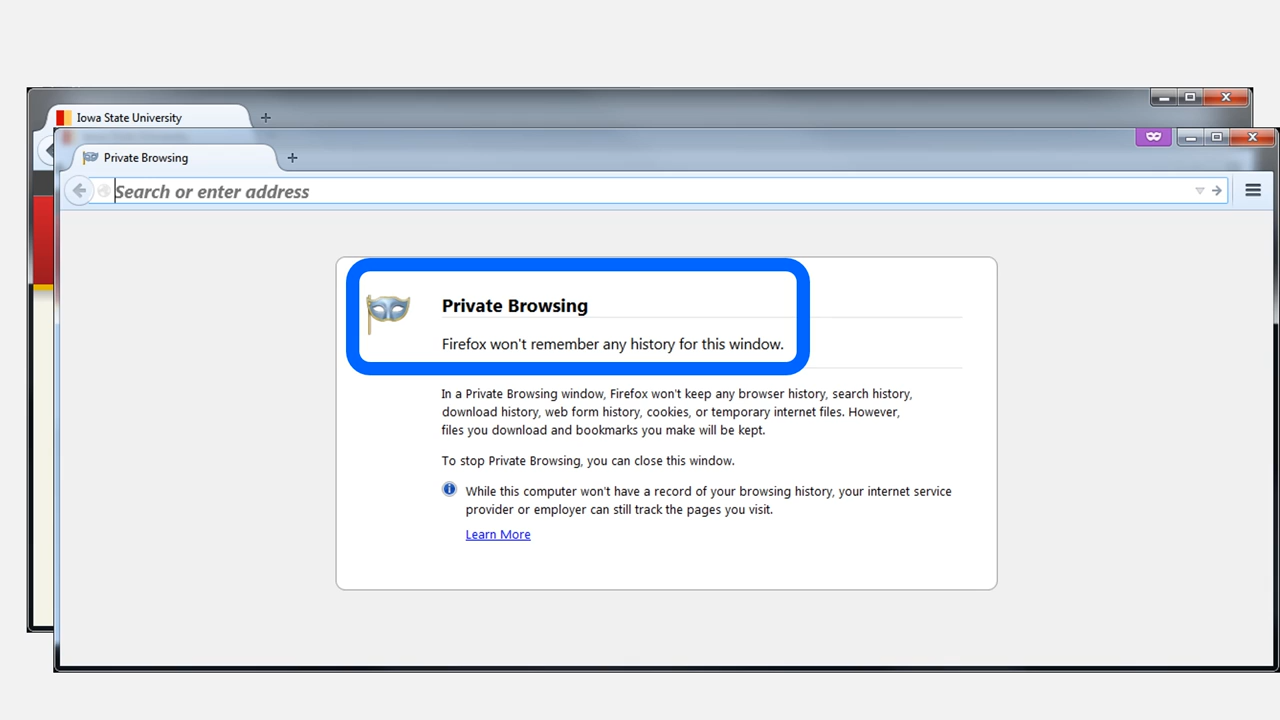 Iowa State University
Private Browsing
Search or enter address
Private Browsing
Firefox won't remember any history for this window.
In a Private Browsing window, Firefox won't keep any browser history, search history,
download history, web form history, cookies, or temporary internet files. However,
files you download and bookmarks you make will be kept.
To stop Private Browsing, you can close this window.
While this computer won't have a record of your browsing history, your internet service
provider or employer can still track the pages you visit.
Learn More